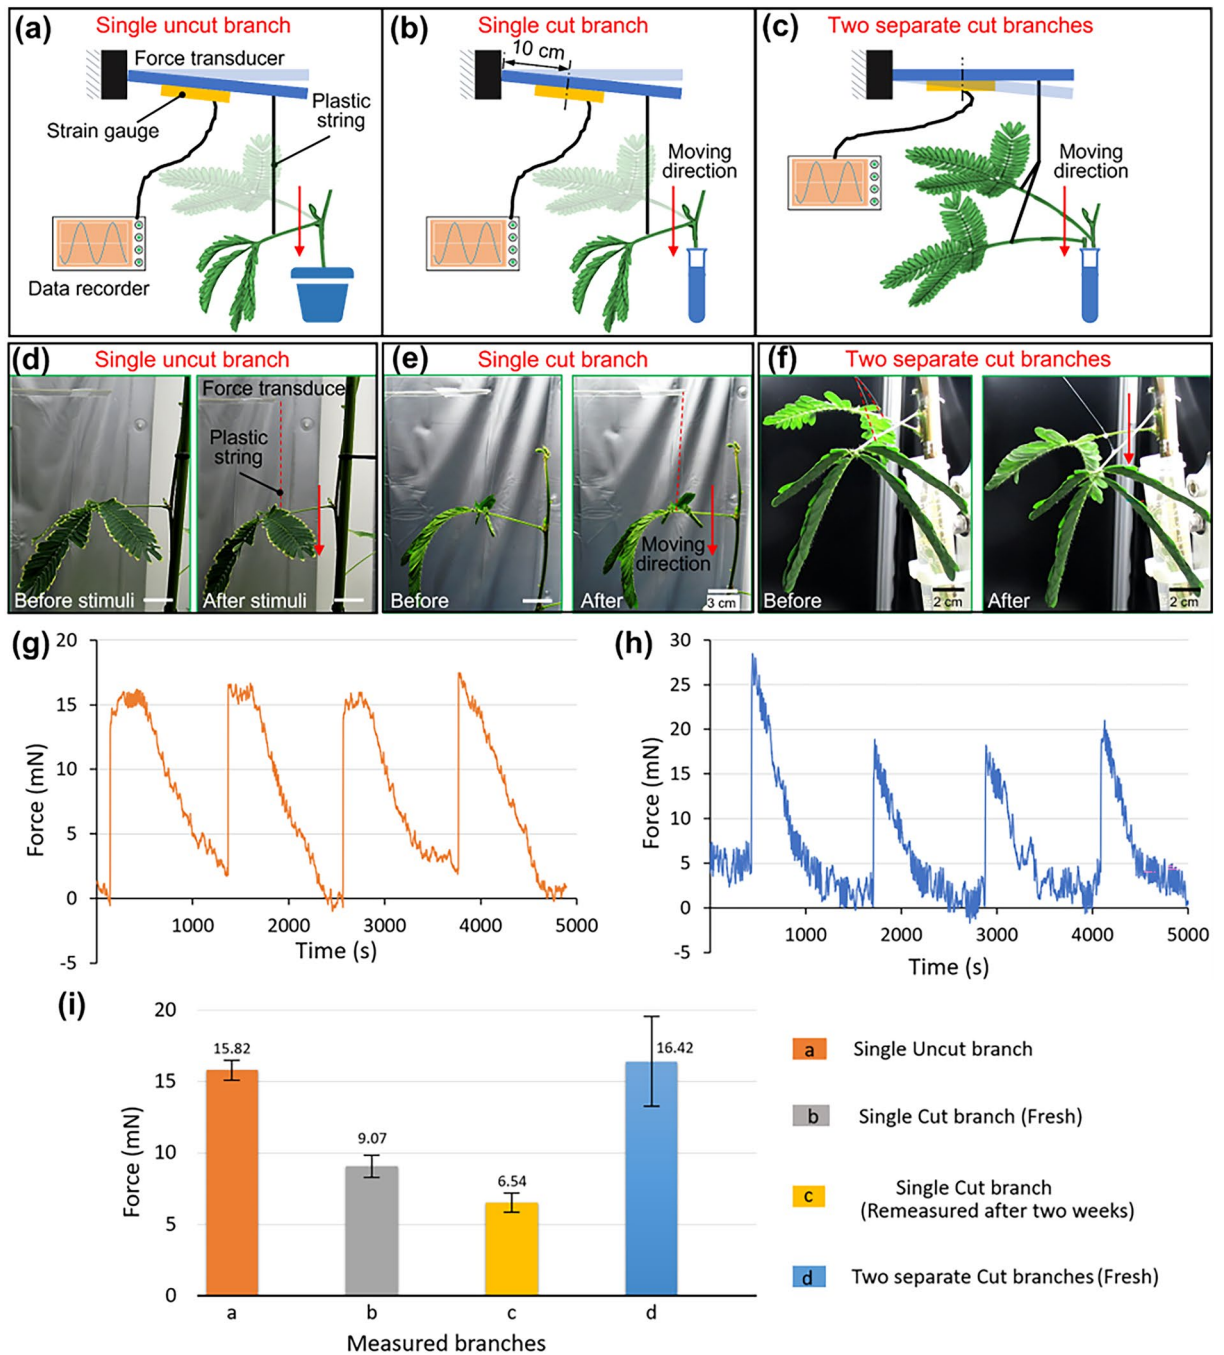 (a) Single uncut branch
Force transducer
Strain gauge
Plastic
string
Data recorder
(b) Single cut branch
10 cm
Moving
direction
(c) Two separate cut branches
Moving
direction
(d) Single uncut branch
Force transducer
Plastic
string
Before stimuli
After stimuli
(e) Single cut branch
Moving
direction
Before
After
3 cm
(f) Two separate cut branches
Before
2 cm
After
2 cm
(g)
20
15
10
5
0
-5
1000 2000 3000 4000 5000
Force (mN)
Time (s)
(h)
30
25
20
15
10
5
0
-5
1000 2000 3000 4000 5000
Force (mN)
Time (s)
(i)
20
15
10
5
0
Force (mN)
15.82
9.07
6.54
16.42
a b c d
Measured branches
a Single Uncut branch
b Single Cut branch (Fresh)
c Single Cut branch
(Remeasured after two weeks)
d Two separate Cut branches (Fresh)